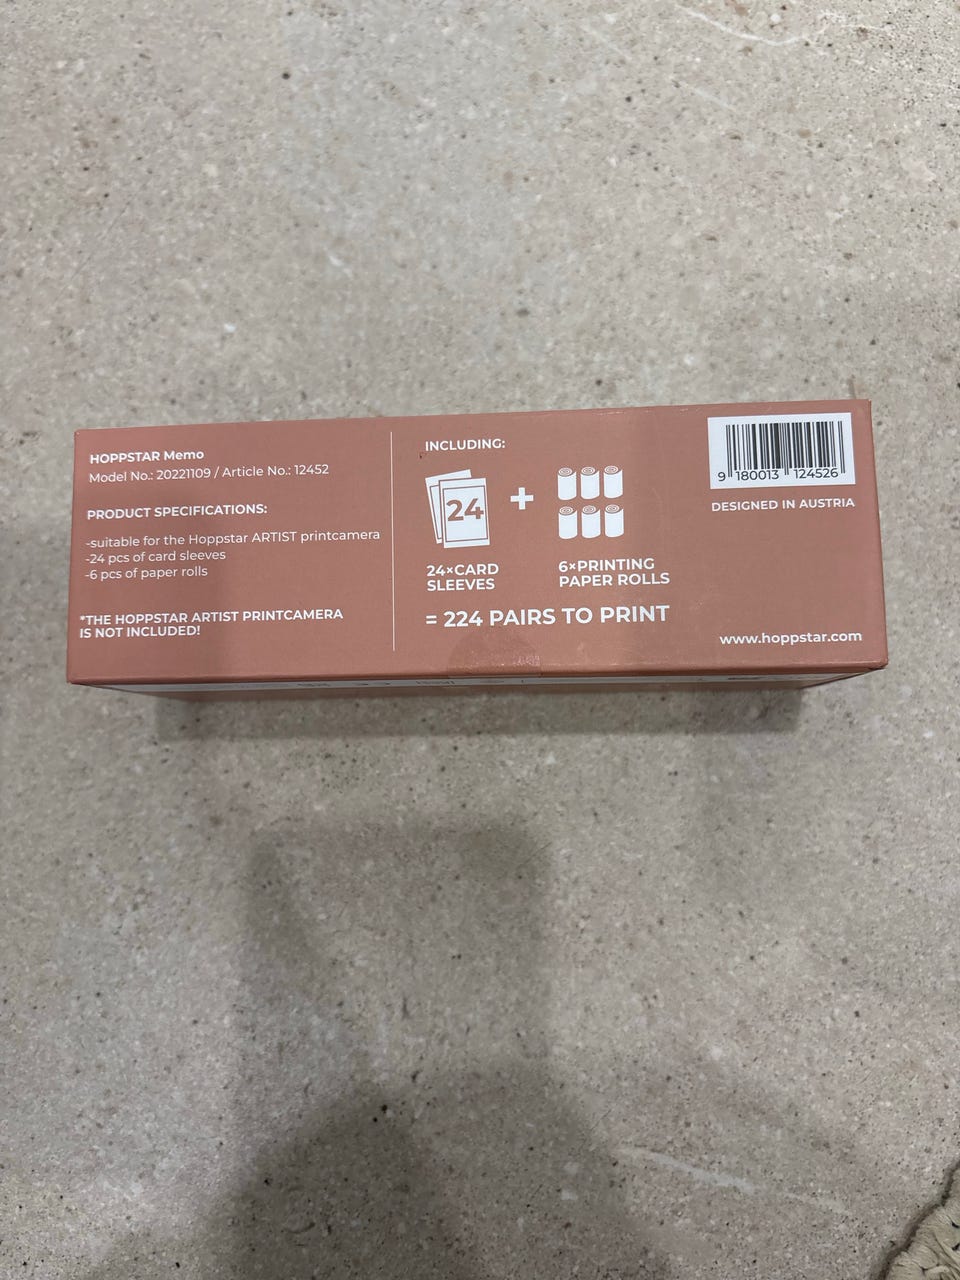 HOPPSTAR Memo
Model No.: 20221109 / Article No.: 12452
PRODUCT SPECIFICATIONS:
-suitable for the Hoppstar ARTIST printcamera
-24 pcs of card sleeves
-6 pcs of paper rolls
*THE HOPPSTAR ARTIST PRINTCAMERA
IS NOT INCLUDED!
INCLUDING:
24
+
24×CARD
SLEEVES
6×PRINTING
PAPER ROLLS
= 224 PAIRS TO PRINT
9 180013 124526
DESIGNED IN AUSTRIA
www.hoppstar.com